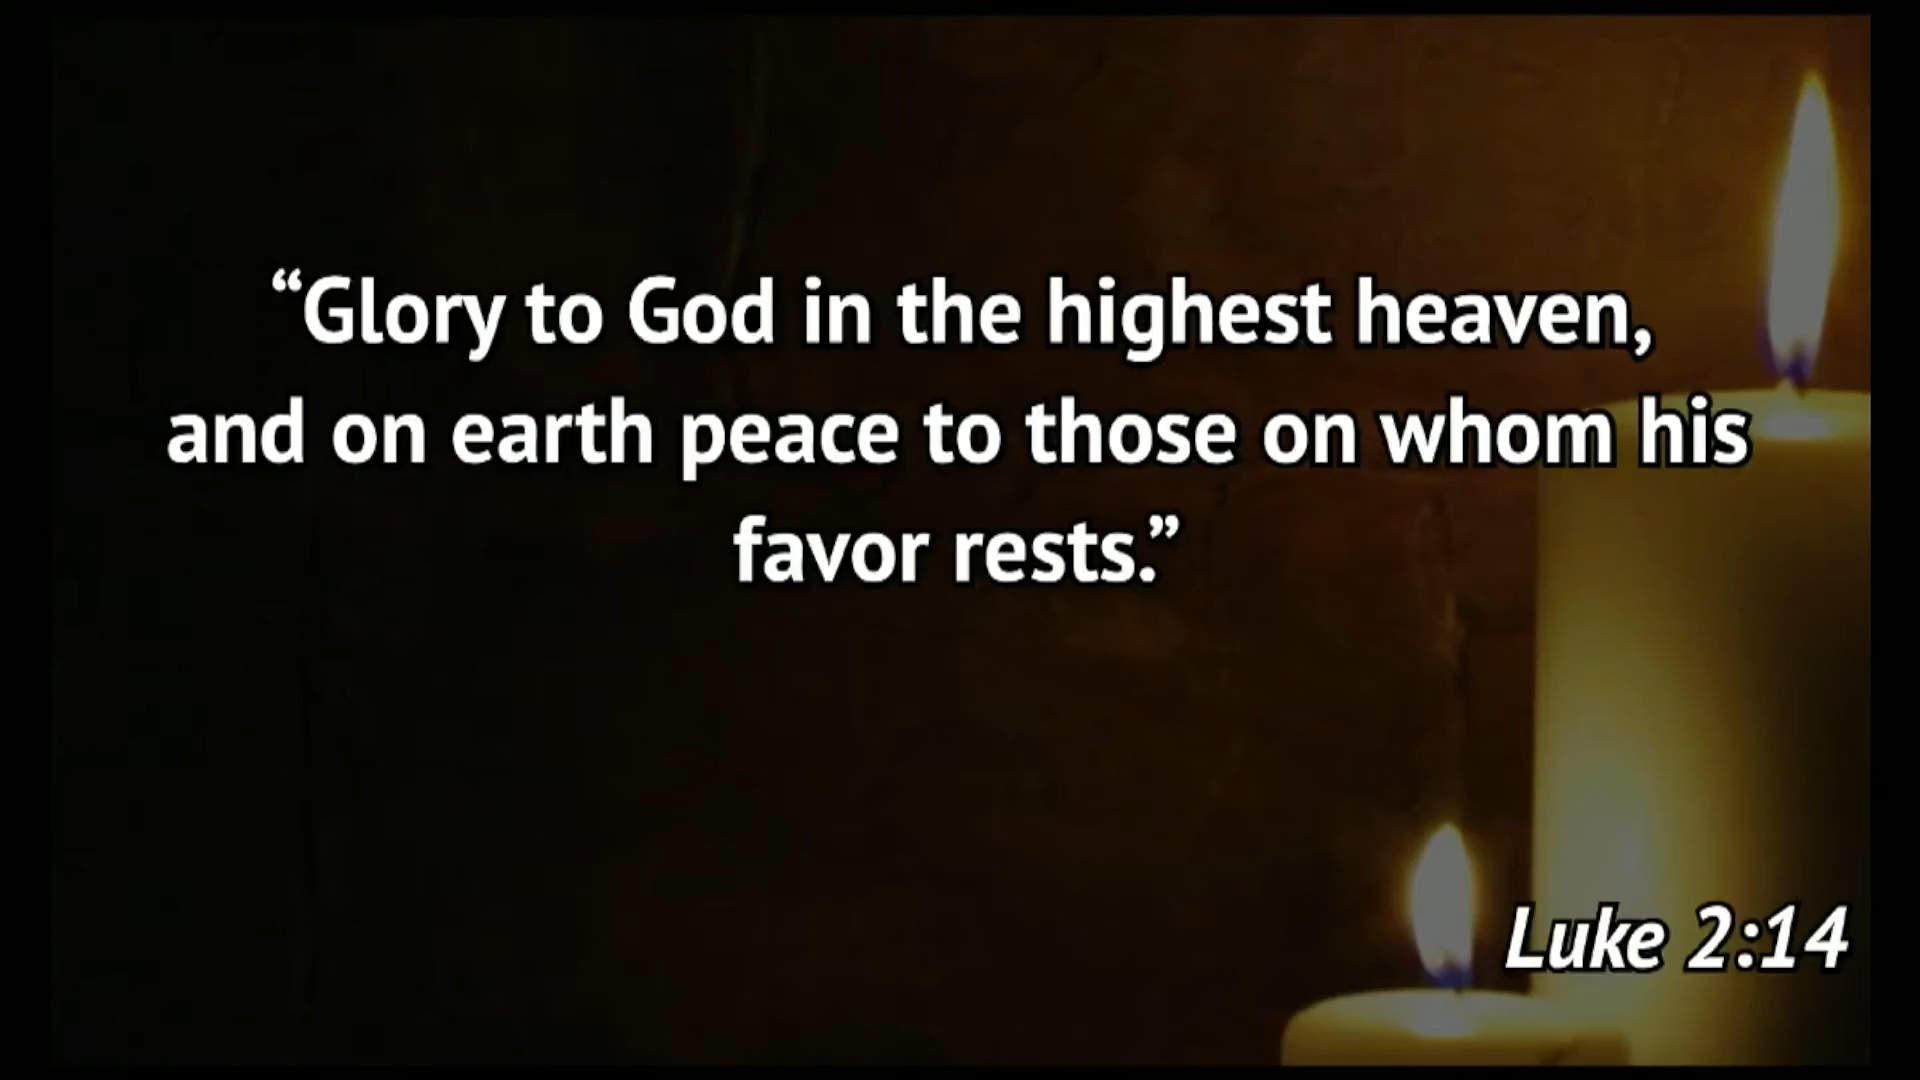 “Glory to God in the highest heaven,
and on earth peace to those on whom his
favor rests.”
Luke 2:14